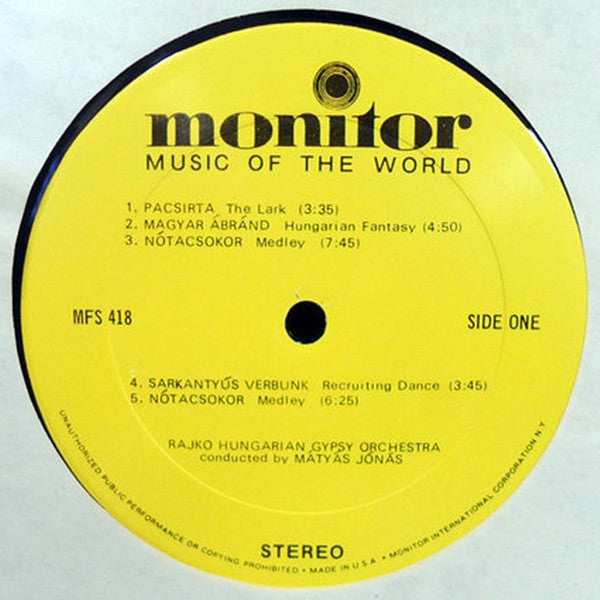 monitor
MUSIC OF THE WORLD
1. PACSIRTA The Lark (3:35)
2. MAGYAR ÁBRÁND Hungarian Fantasy (4:50)
3. NÓTACSOKOR Medley (7:45)
MFS 418
SIDE ONE
4. SARKANTYÚS VERBUNK Recruiting Dance (3:45)
5. NÓTACSOKOR Medley (6:25)
RAJKO HUNGARIAN GYPSY ORCHESTRA
conducted by MÁTYÁS JÓNÁS
STEREO
UNAUTHORIZED PUBLIC PERFORMANCE OR COPYING PROHIBITED • MADE IN U.S.A. • MONITOR INTERNATIONAL CORPORATION N.Y.